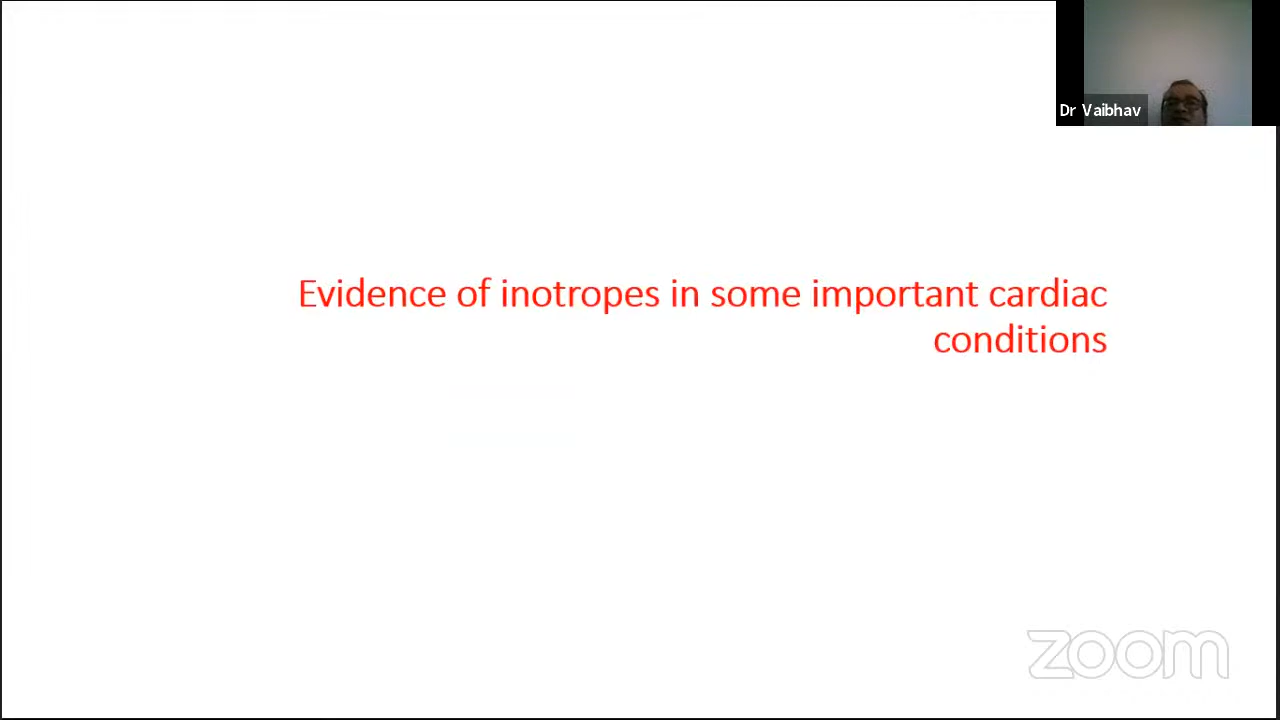 Dr Vaibhav
Evidence of inotropes in some important cardiac
conditions
zoom